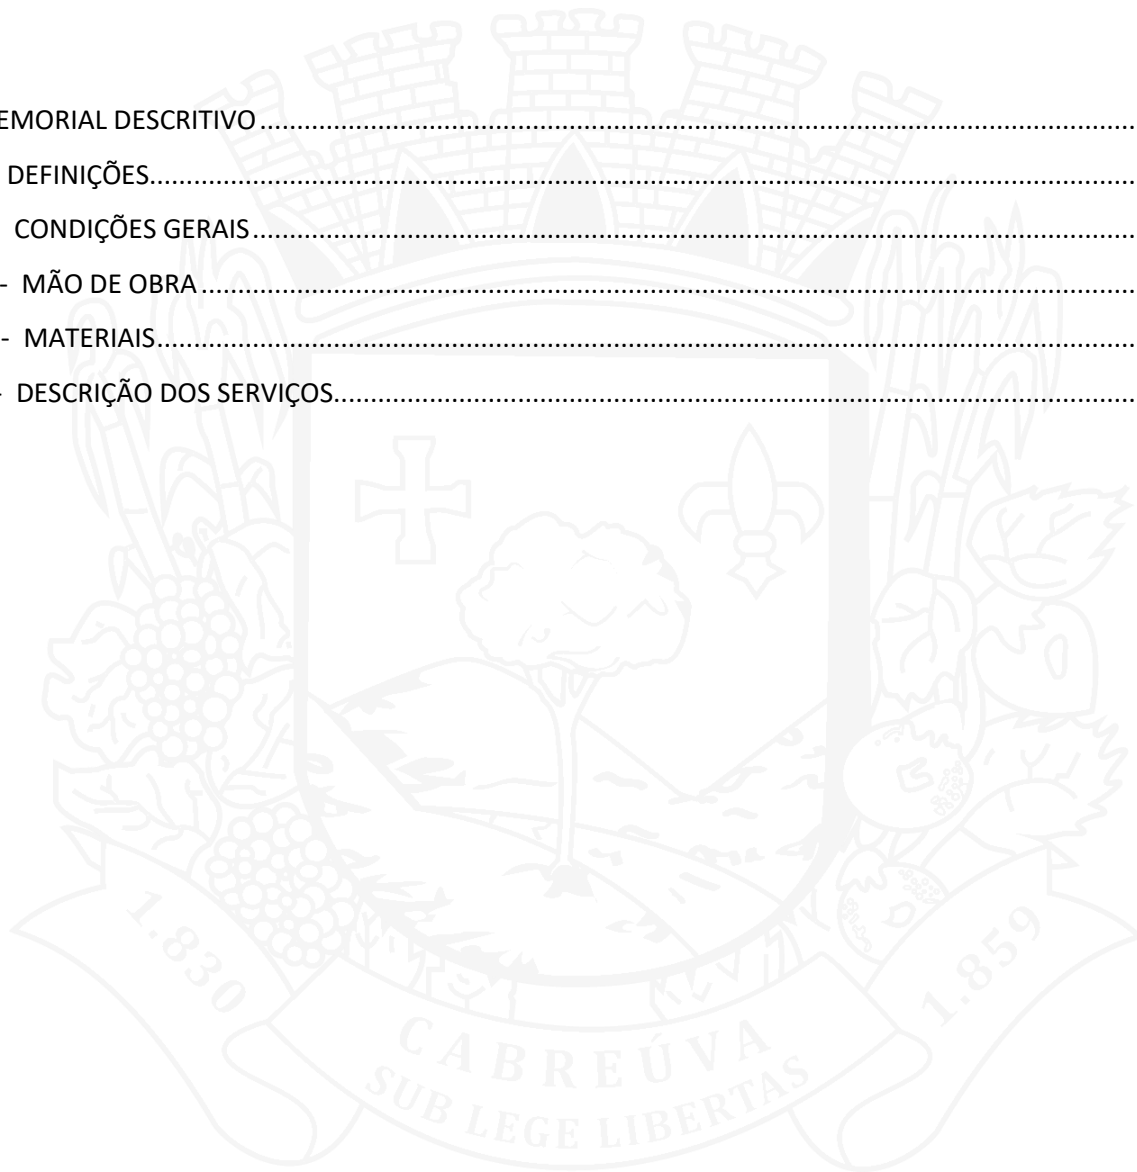 EMORIAL DESCRITIVO
DEFINIÇÕES
CONDIÇÕES GERAIS
- MÃO DE OBRA
- MATERIAIS
- DESCRIÇÃO DOS SERVIÇOS
1.830
1.859
CABREÚVA
SUB LEGE LIBERTAS